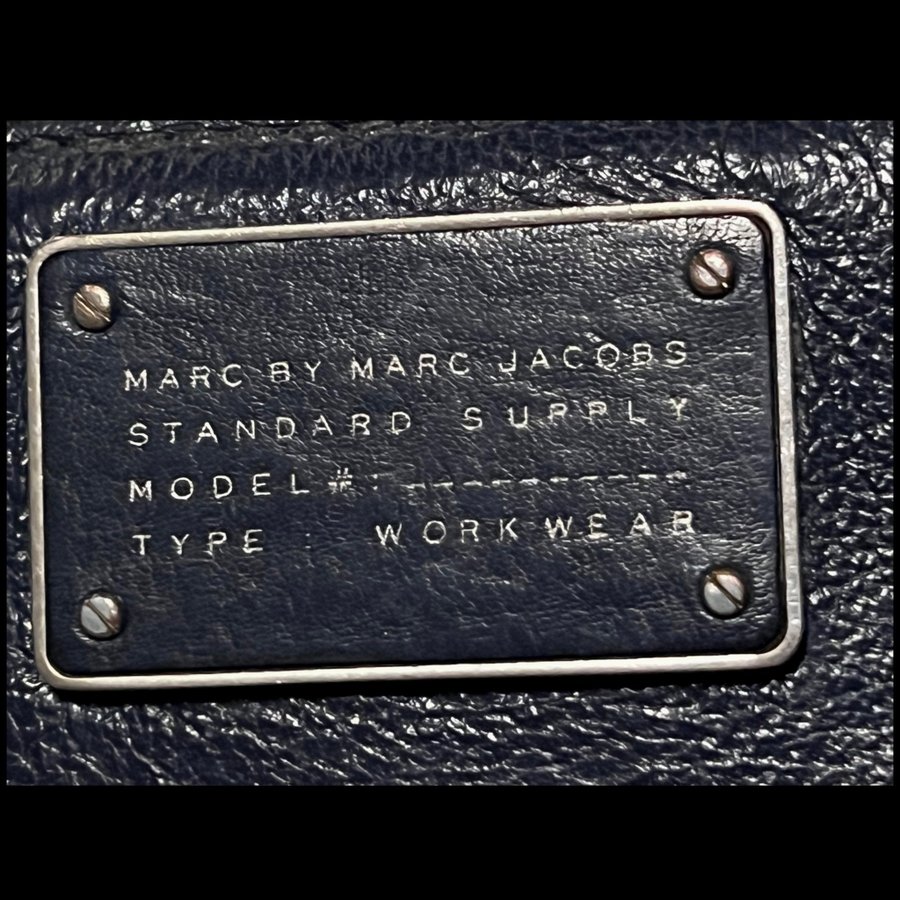 MARC BY MARC JACOBS
STANDARD SUPPLY
MODEL#:----------
TYPE : WORKWEAR